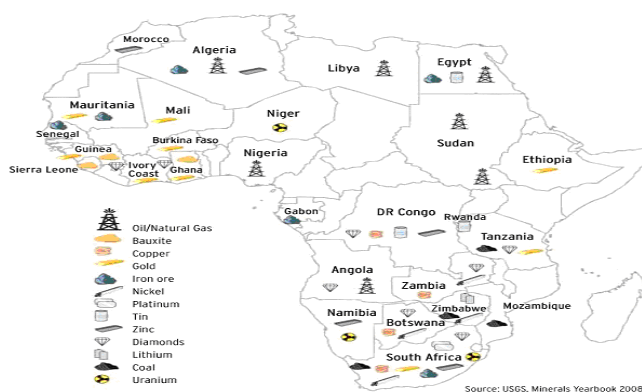 Morocco
Algeria
Libya
Egypt
Mauritania
Mali
Niger
Senegal
Sudan
Guinea
Burkina Faso
Nigeria
Ethiopia
Sierra Leone
Ivory
Coast
Ghana
Gabon
DR Congo
Rwanda
Tanzania
Angola
Zambia
Zimbabwe
Mozambique
Namibia
Botswana
South Africa
Oil/Natural Gas
Bauxite
Copper
Gold
Iron ore
Nickel
Platinum
Tin
Zinc
Diamonds
Lithium
Coal
Uranium
Source: USGS, Minerals Yearbook 2008